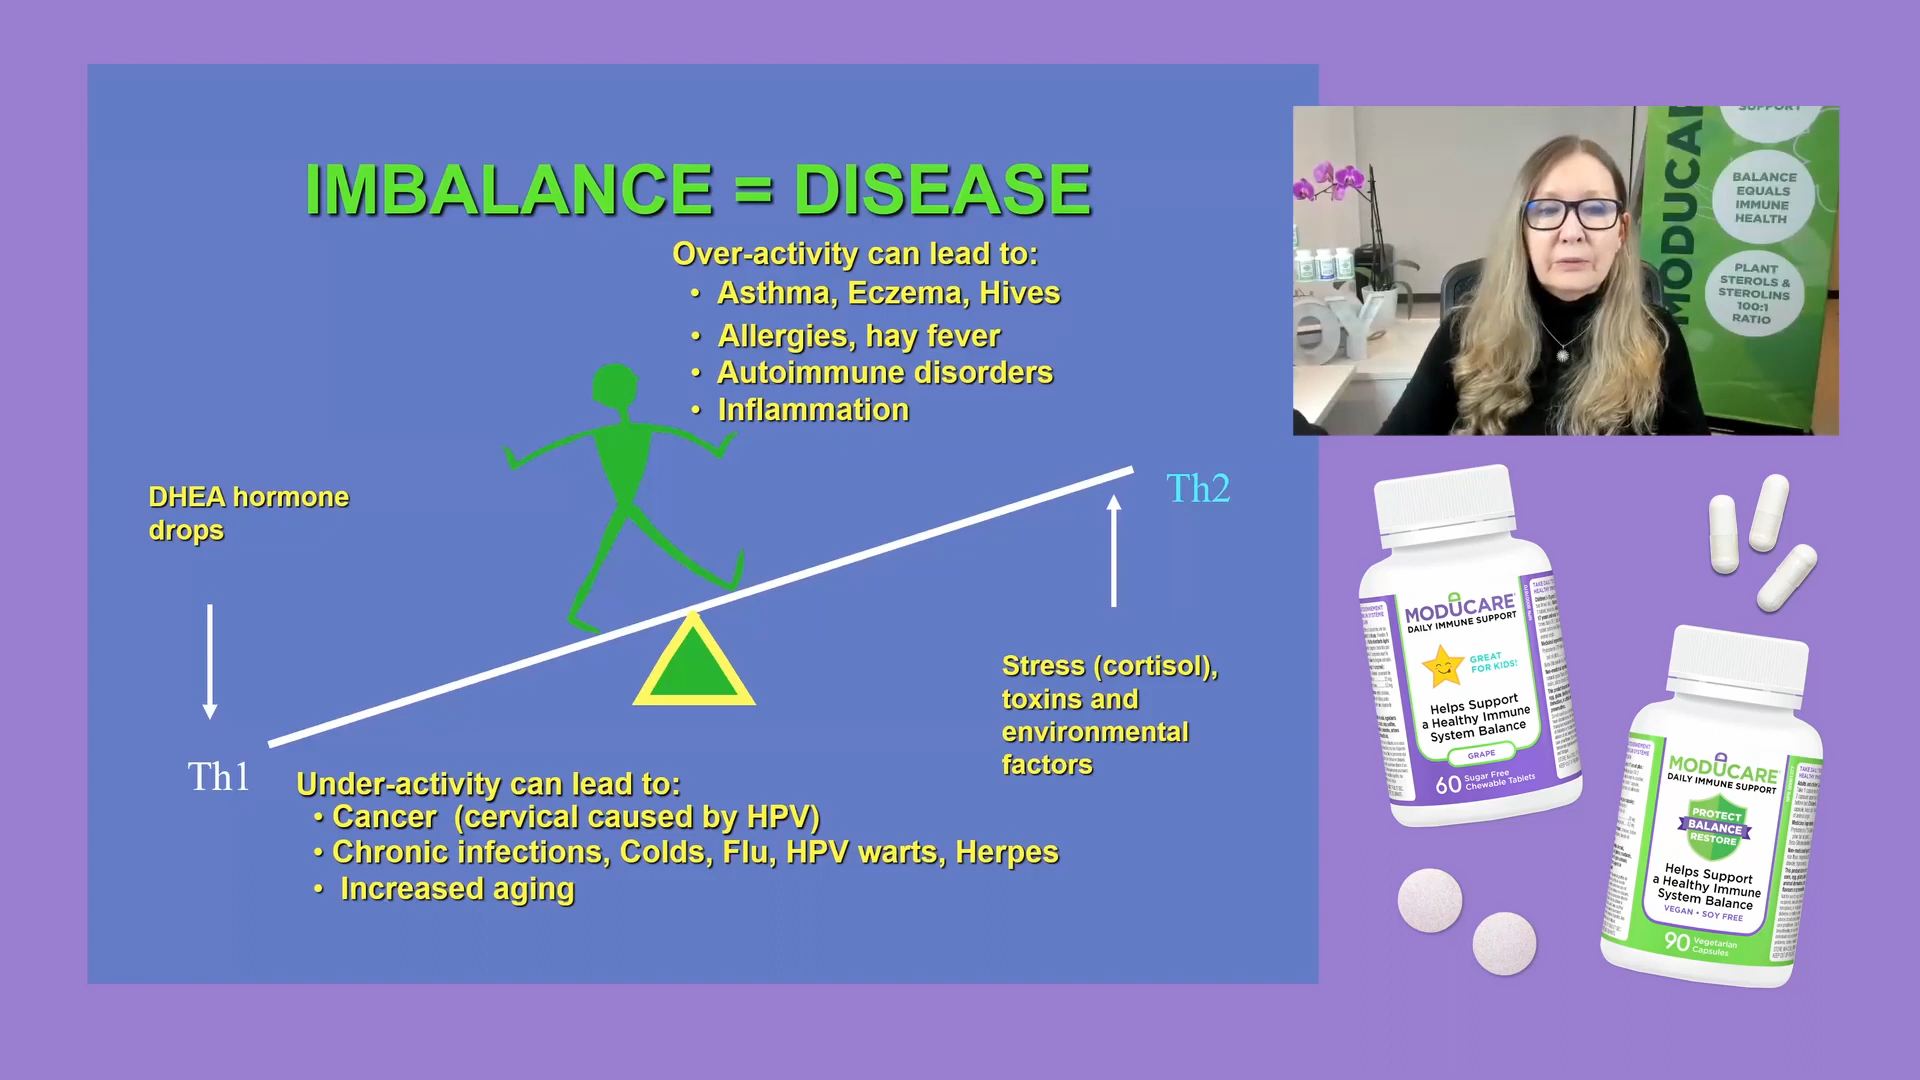 IMBALANCE = DISEASE
Over-activity can lead to:
• Asthma, Eczema, Hives
• Allergies, hay fever
• Autoimmune disorders
• Inflammation
DHEA hormone
drops
Th2
Stress (cortisol),
toxins and
environmental
factors
Th1
Under-activity can lead to:
• Cancer (cervical caused by HPV)
• Chronic infections, Colds, Flu, HPV warts, Herpes
• Increased aging
SUPPORT
BALANCE
EQUALS
IMMUNE
HEALTH
PLANT
STEROLS &
STEROLINS
100:1
RATIO
MODUCARE
DAILY IMMUNE SUPPORT
GREAT
FOR KIDS!
Helps Support
a Healthy Immune
System Balance
GRAPE
60 Sugar Free
Chewable Tablets
MODUCARE
DAILY IMMUNE SUPPORT
PROTECT
BALANCE
RESTORE
Helps Support
a Healthy Immune
System Balance
VEGAN • SOY FREE
90 Vegetarian
Capsules